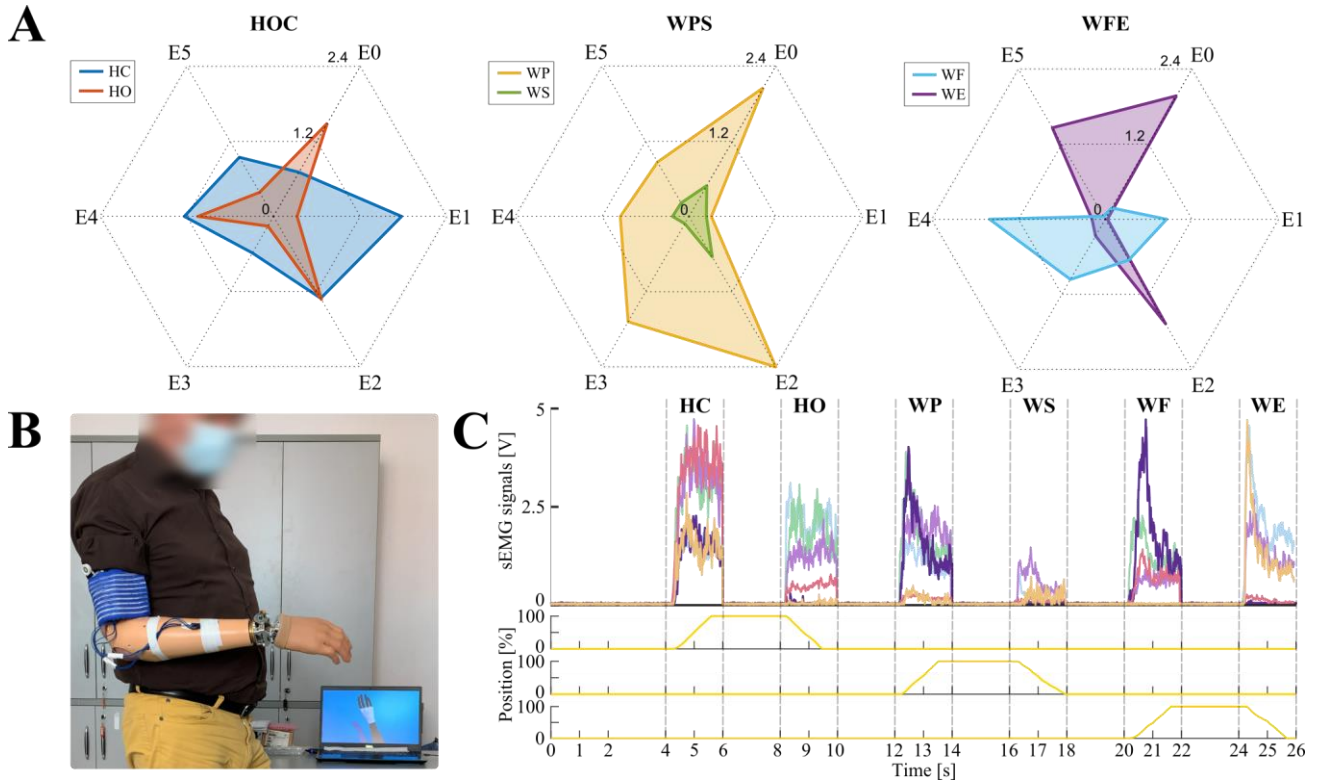 A
HOC
WPS
WFE
HC
HO
E5
E0
2.4
1.2
0
E4
E1
E3
E2
WP
WS
E5
E0
2.4
1.2
0
E4
E1
E3
E2
WF
WE
E5
E0
2.4
1.2
0
E4
E1
E3
E2
B
C
HC HO WP WS WF WE
sEMG signals [V]
5
2.5
0
Position [%]
100
0
100
0
100
0
0 1 2 4 5 6 8 9 10 12 13 14 16 17 18 20 21 22 24 25 26
Time [s]